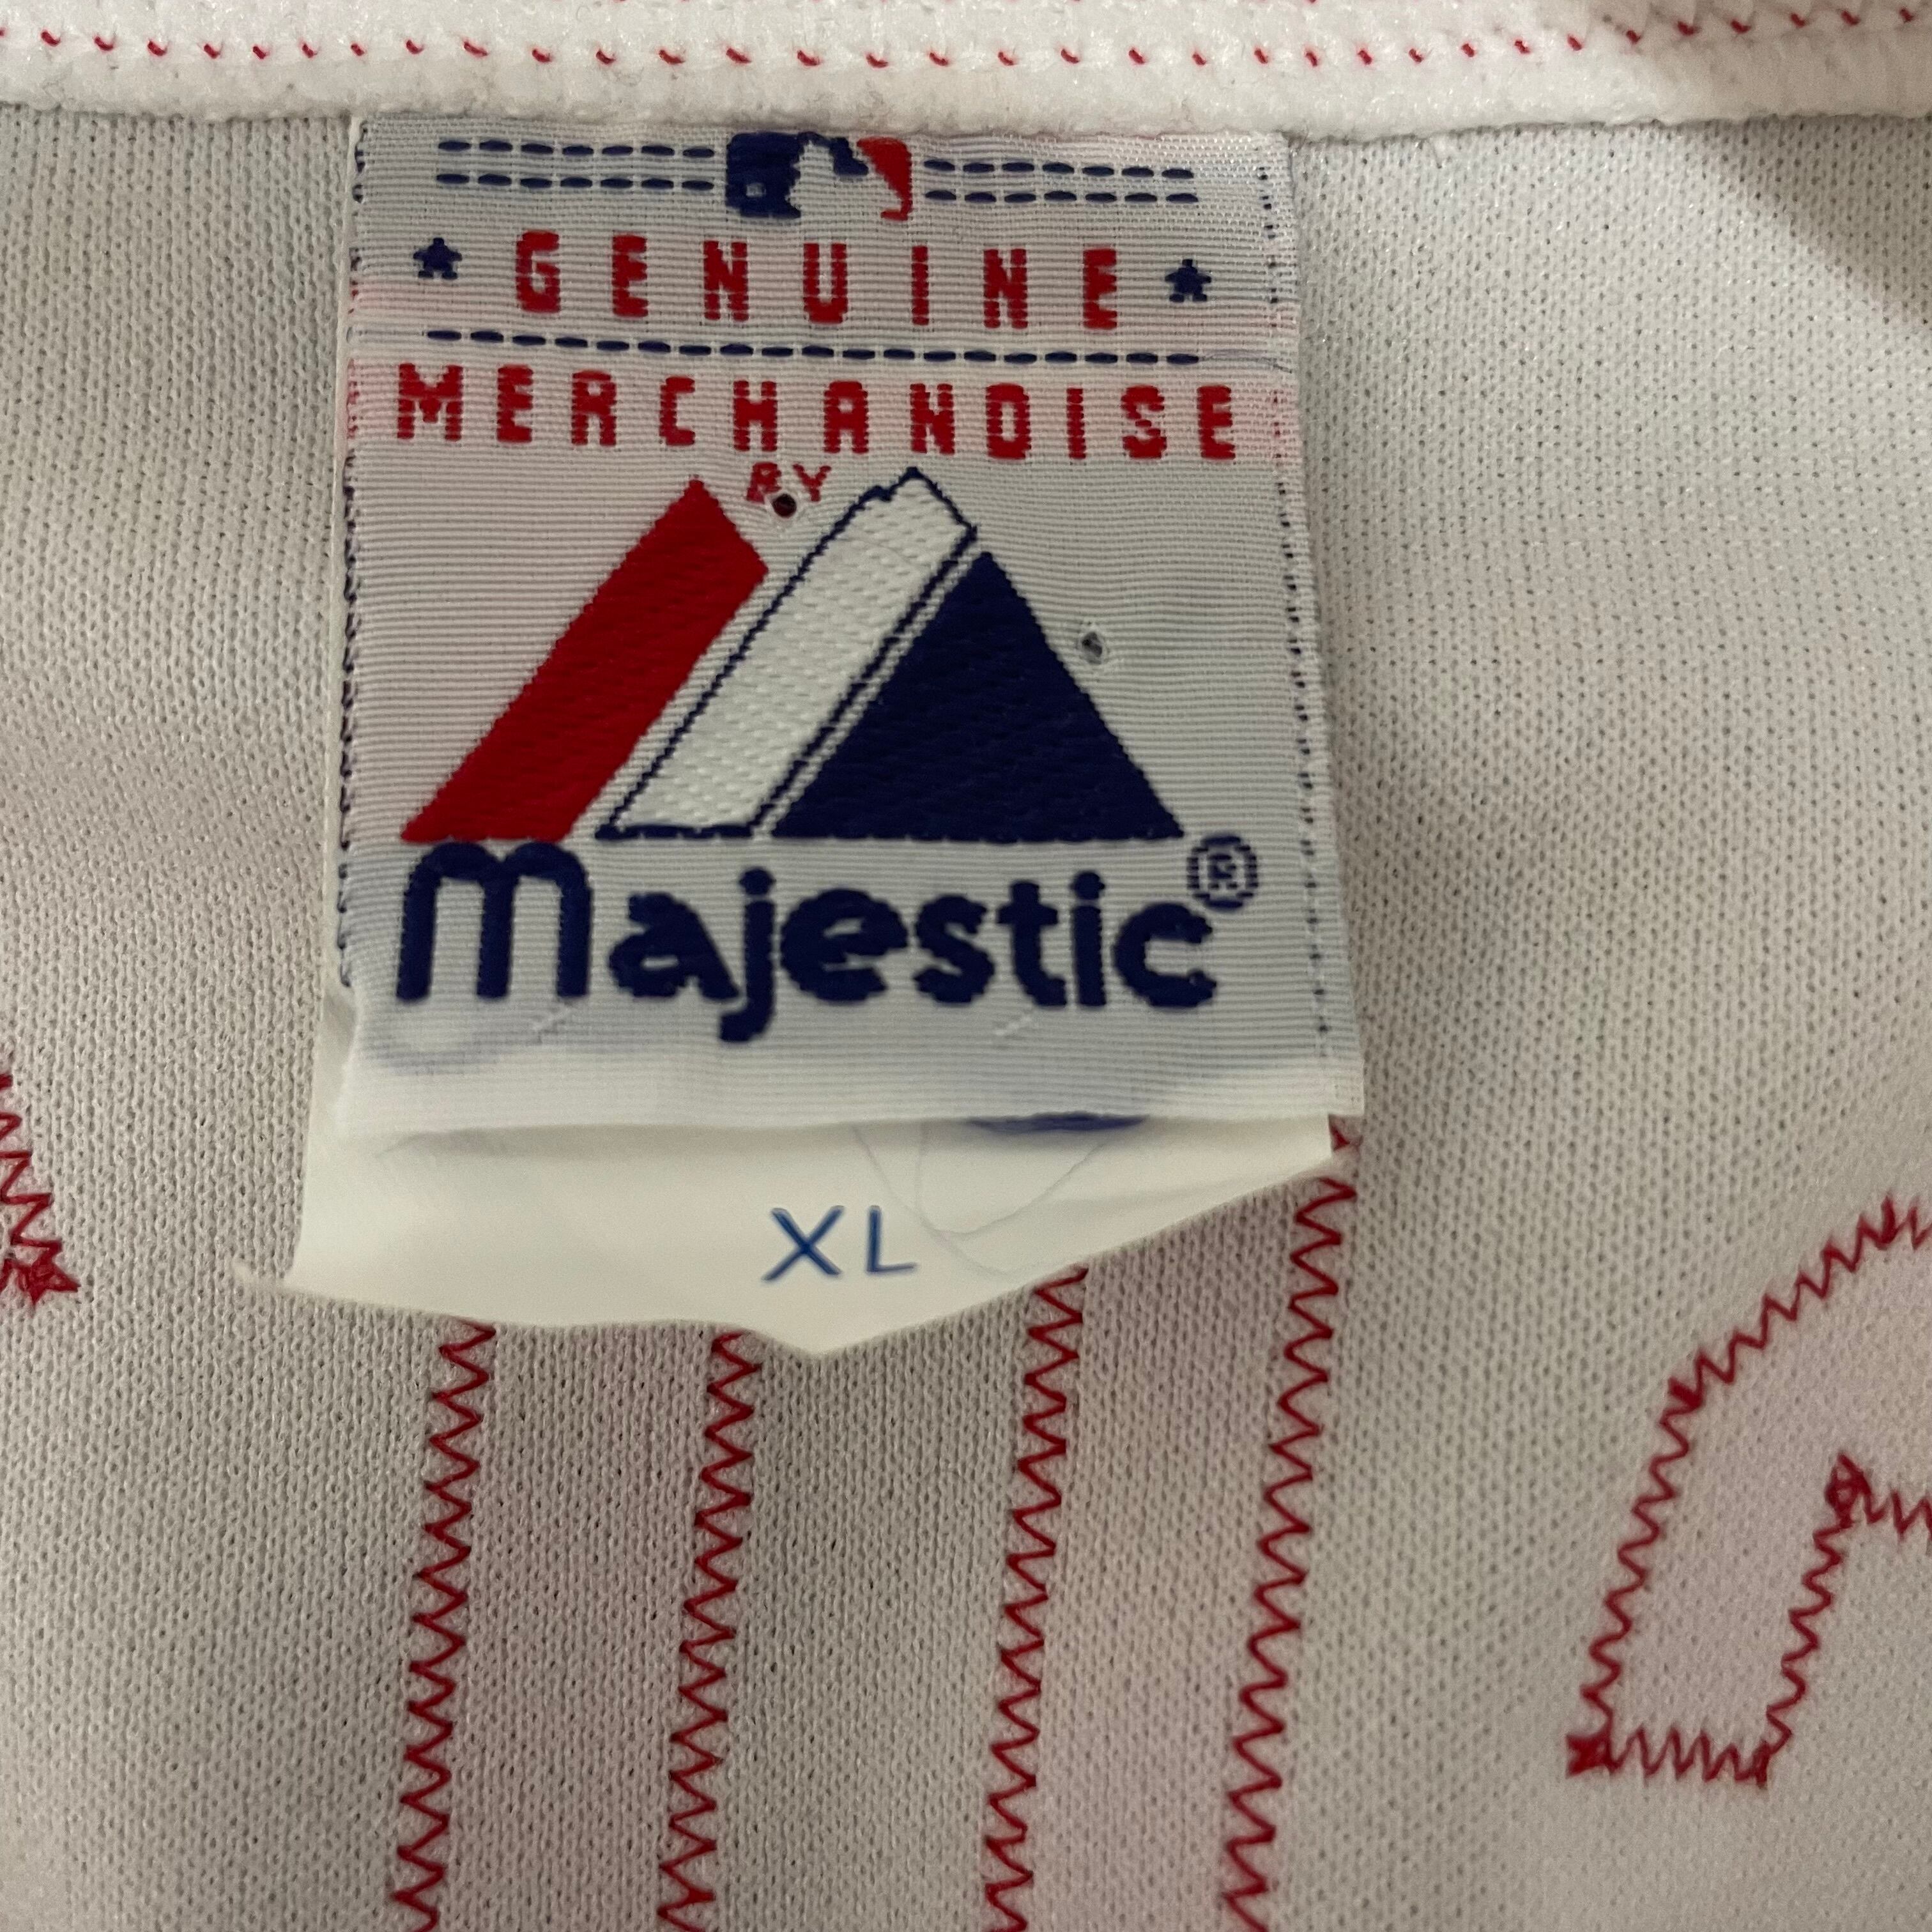 GENUINE
MERCHANDISE
BY
Majestic®
XL